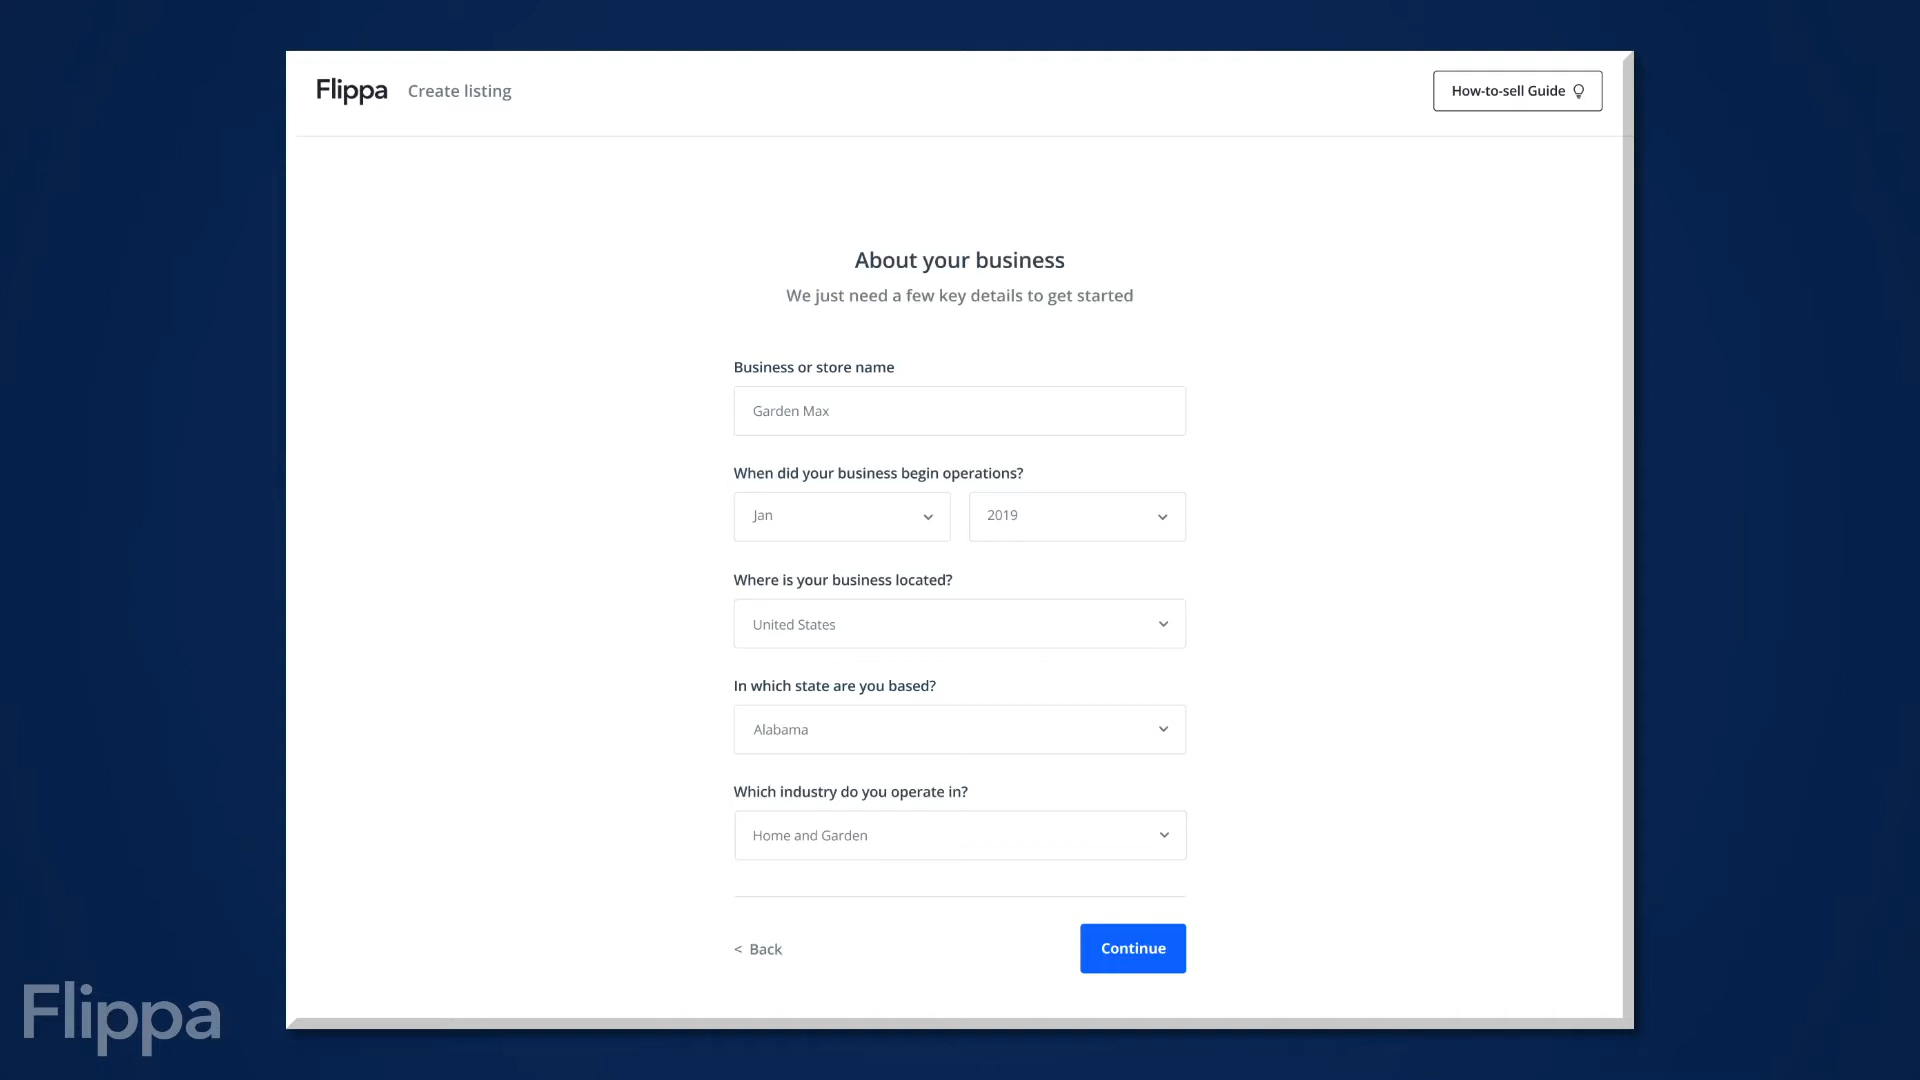 Flippa Create listing
How-to-sell Guide
About your business
We just need a few key details to get started
Business or store name
Garden Max
When did your business begin operations?
Jan 2019
Where is your business located?
United States
In which state are you based?
Alabama
Which industry do you operate in?
Home and Garden
< Back Continue
Flippa